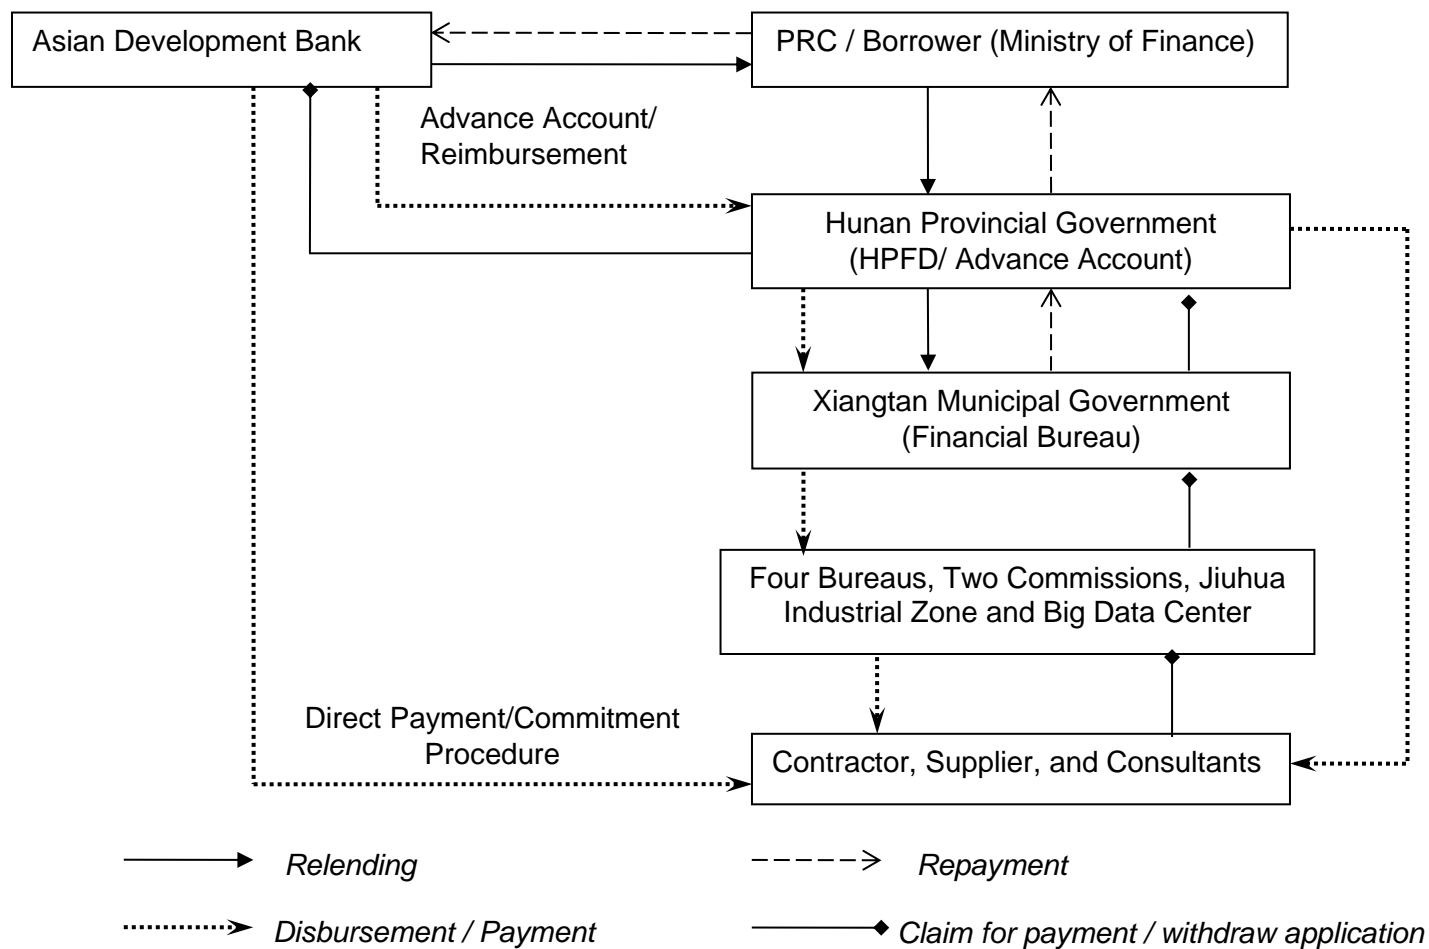 Asian Development Bank
PRC / Borrower (Ministry of Finance)
Advance Account/
Reimbursement
Hunan Provincial Government
(HPFD/ Advance Account)
Xiangtan Municipal Government
(Financial Bureau)
Four Bureaus, Two Commissions, Jiuhua
Industrial Zone and Big Data Center
Direct Payment/Commitment
Procedure
Contractor, Supplier, and Consultants
Relending
Repayment
Disbursement / Payment
Claim for payment / withdraw application